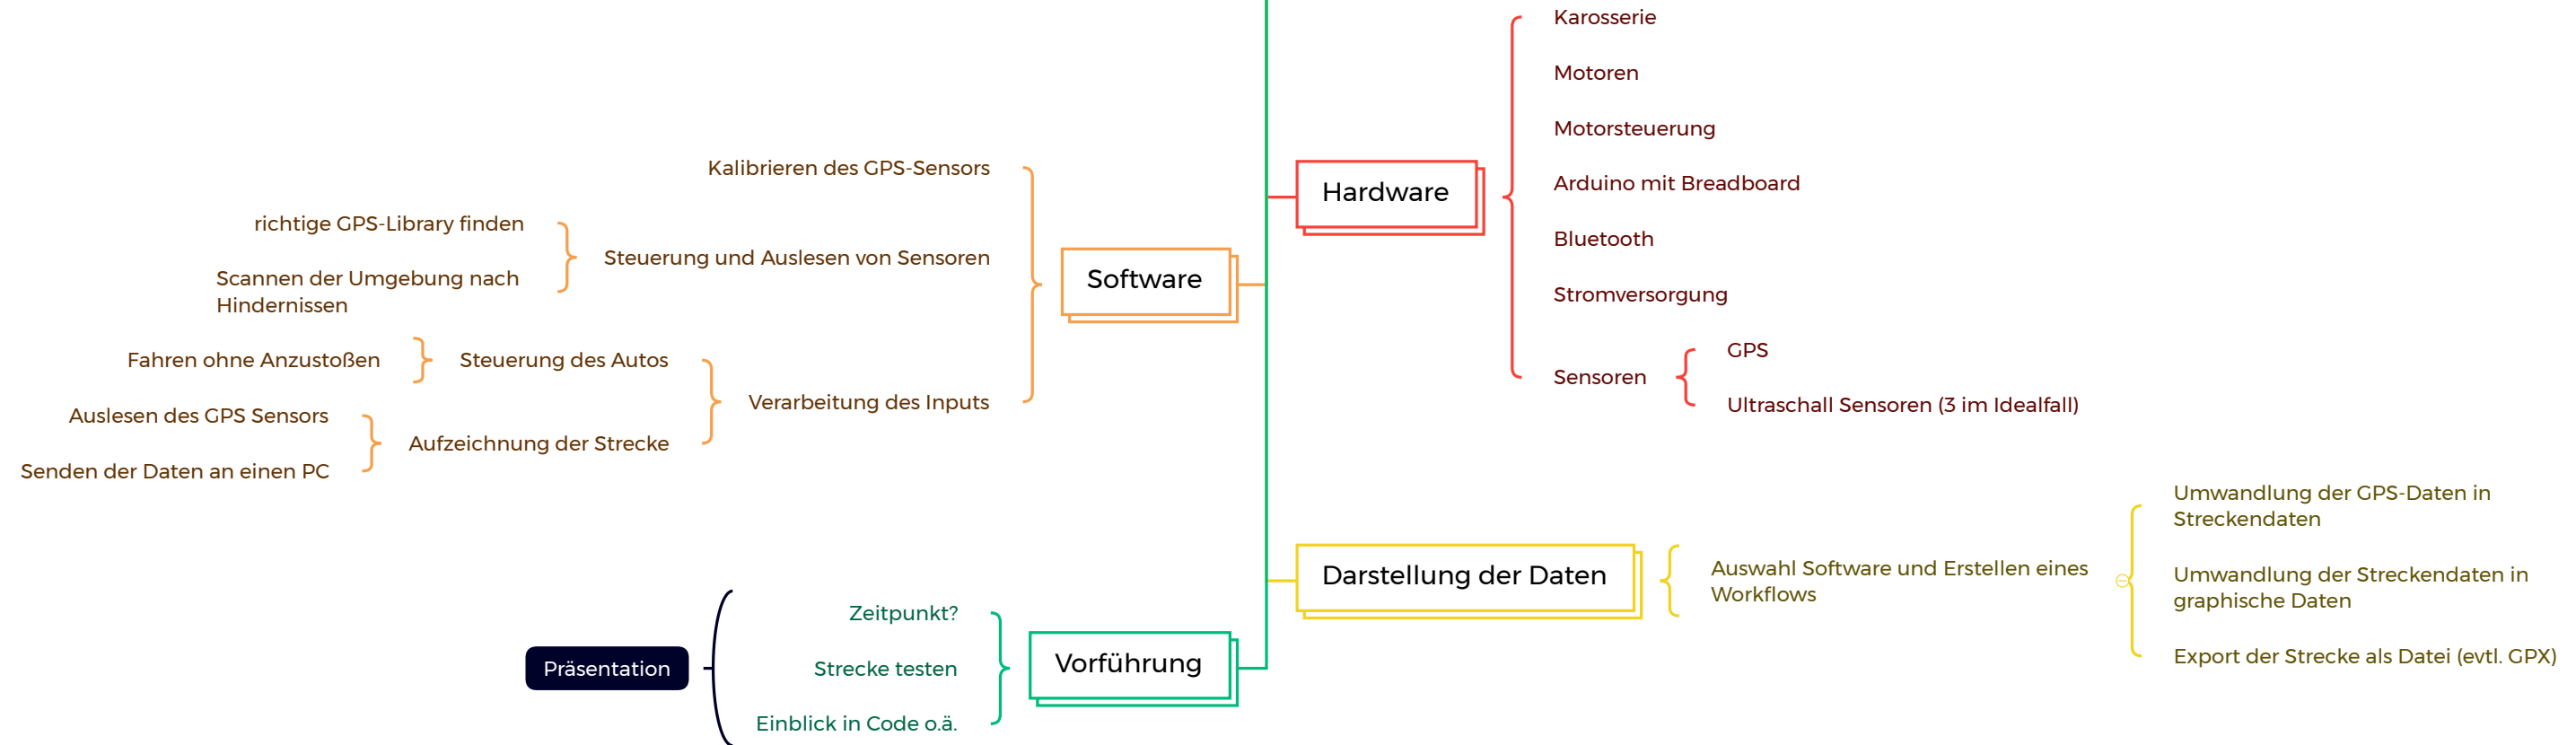 Karosserie
Motoren
Motorsteuerung
Arduino mit Breadboard
Bluetooth
Stromversorgung
Sensoren
GPS
Ultraschall Sensoren (3 im Idealfall)
Hardware
Software
Kalibrieren des GPS-Sensors
Steuerung und Auslesen von Sensoren
richtige GPS-Library finden
Scannen der Umgebung nach
Hindernissen
Verarbeitung des Inputs
Steuerung des Autos
Fahren ohne Anzustoßen
Aufzeichnung der Strecke
Auslesen des GPS Sensors
Senden der Daten an einen PC
Darstellung der Daten
Auswahl Software und Erstellen eines
Workflows
Umwandlung der GPS-Daten in
Streckendaten
Umwandlung der Streckendaten in
graphische Daten
Export der Strecke als Datei (evtl. GPX)
Vorführung
Zeitpunkt?
Strecke testen
Einblick in Code o.ä.
Präsentation